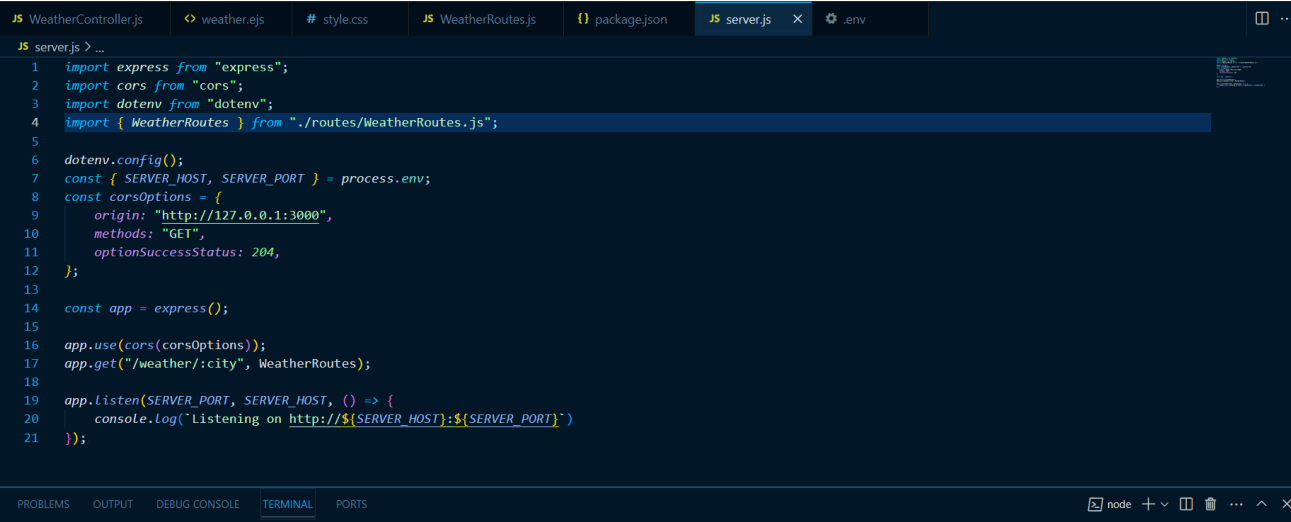 JS WeatherController.js <> weather.ejs # style.css JS WeatherRoutes.js {} package.json JS server.js × .env ...
JS server.js > ...
1 import express from "express";
2 import cors from "cors";
3 import dotenv from "dotenv";
4 import { WeatherRoutes } from "./routes/WeatherRoutes.js";
5
6 dotenv.config();
7 const { SERVER_HOST, SERVER_PORT } = process.env;
8 const corsOptions = {
9 origin: "http://127.0.0.1:3000",
10 methods: "GET",
11 optionSuccessStatus: 204,
12 };
13
14 const app = express();
15
16 app.use(cors(corsOptions));
17 app.get("/weather/:city", WeatherRoutes);
18
19 app.listen(SERVER_PORT, SERVER_HOST, () => {
20 console.log(`Listening on http://${SERVER_HOST}:${SERVER_PORT}`)
21 });
PROBLEMS OUTPUT DEBUG CONSOLE TERMINAL PORTS node